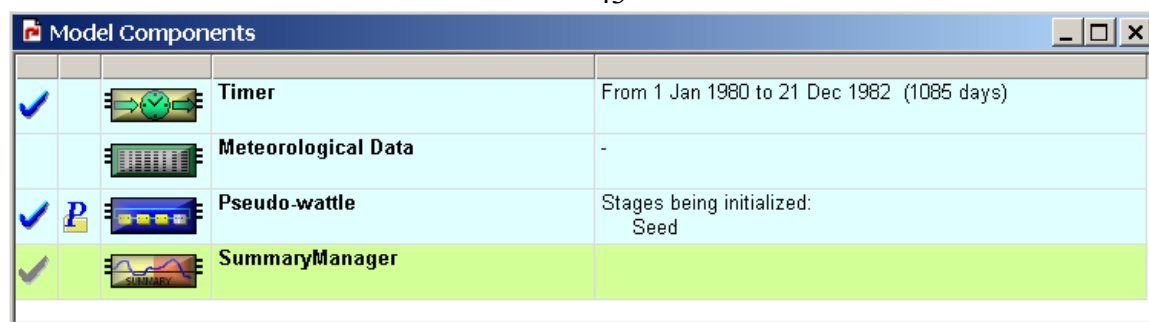 Model Components
Timer
From 1 Jan 1980 to 21 Dec 1982 (1085 days)
Meteorological Data
-
P
Pseudo-wattle
Stages being initialized:
Seed
SUMMARY
SummaryManager